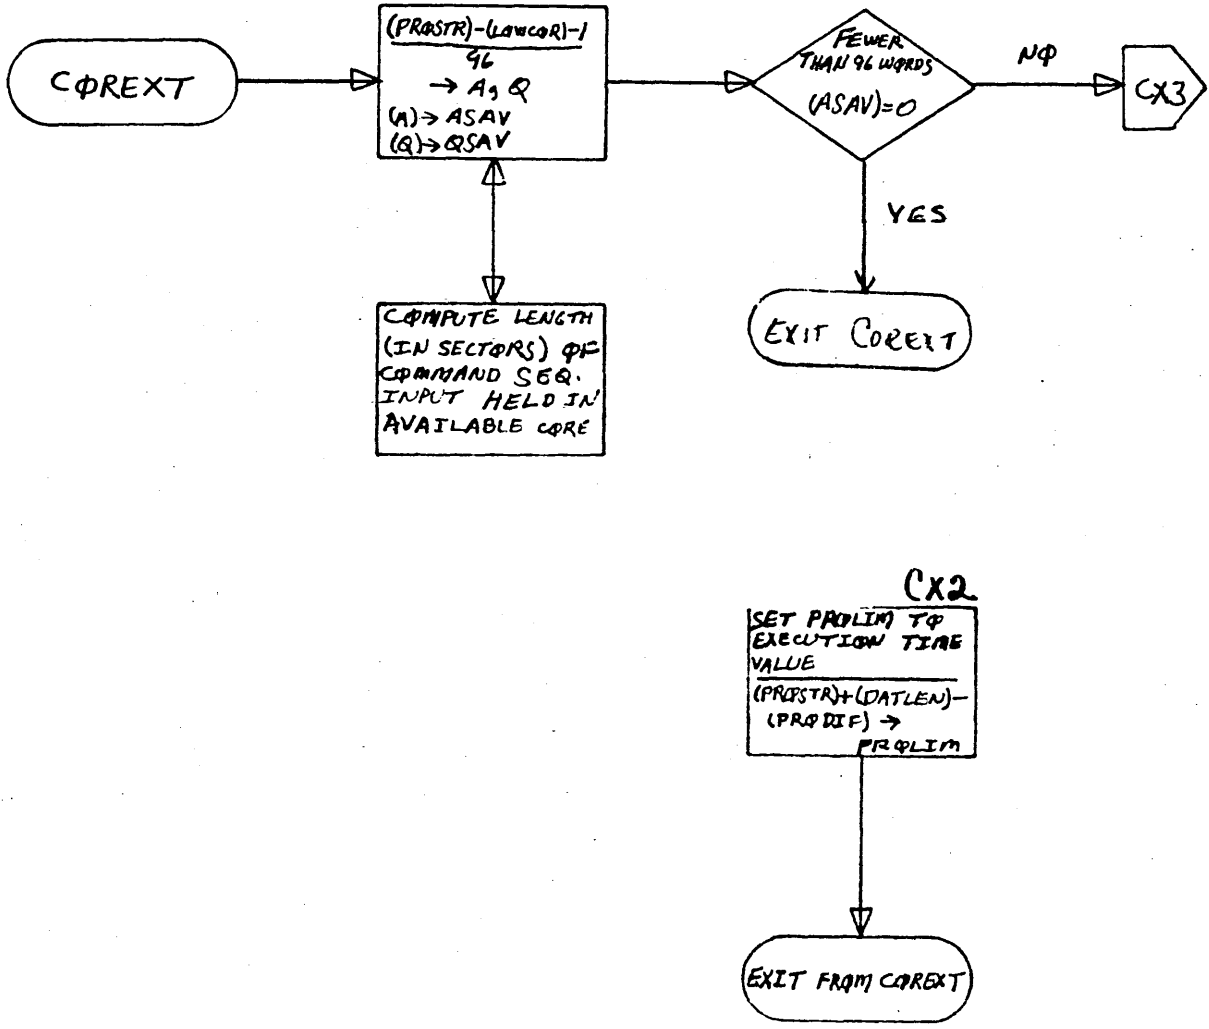 CØREXT
(PRØSTR)-(LØWCØR)-1
96
→ A, Q
(A)→ ASAV
(Q)→ QSAV
FEWER
THAN 96 WØRDS
(ASAV)=0
NØ
CX3
YES
EXIT COREXT
CØMPUTE LENGTH
(IN SECTØRS) ØF
CØMMAND SEQ.
INPUT HELD IN
AVAILABLE CØRE
CX2
SET PRØLIM TØ
EXECUTIØN TIME
VALUE
(PRØSTR)+(DATLEN)-
(PRØDIF) →
PRØLIM
EXIT FRØM CØREXT